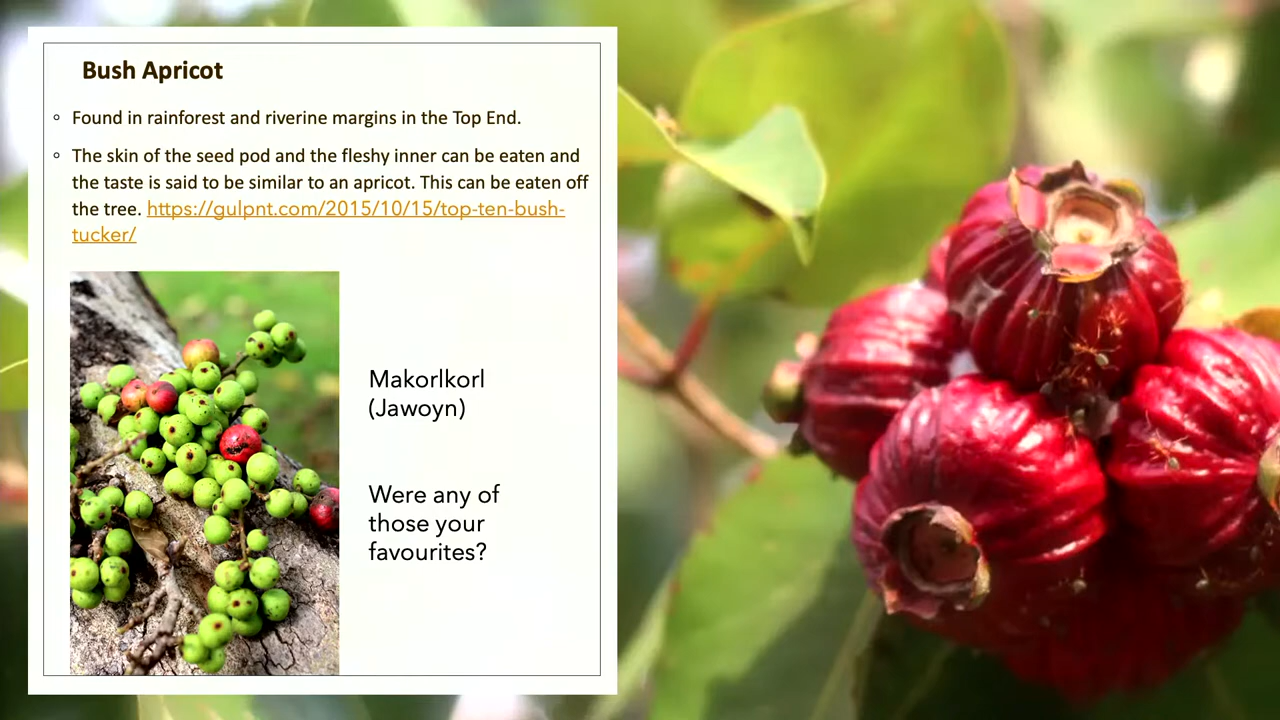 Bush Apricot
◦ Found in rainforest and riverine margins in the Top End.
◦ The skin of the seed pod and the fleshy inner can be eaten and
the taste is said to be similar to an apricot. This can be eaten off
the tree. https://gulpnt.com/2015/10/15/top-ten-bush-
tucker/
Makorlkorl
(Jawoyn)
Were any of
those your
favourites?